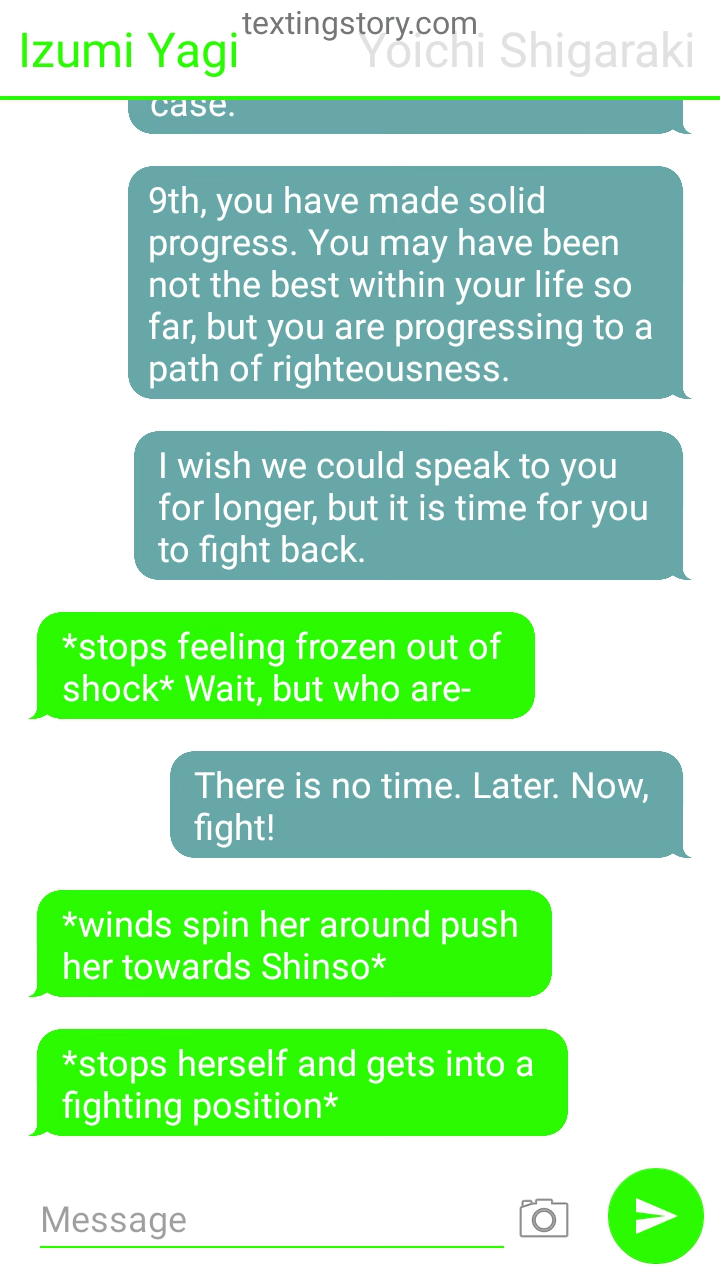 textingstory.com
Izumi Yagi
Yoichi Shigaraki
case.
9th, you have made solid
progress. You may have been
not the best within your life so
far, but you are progressing to a
path of righteousness.
I wish we could speak to you
for longer, but it is time for you
to fight back.
*stops feeling frozen out of
shock* Wait, but who are-
There is no time. Later. Now,
fight!
*winds spin her around push
her towards Shinso*
*stops herself and gets into a
fighting position*
Message